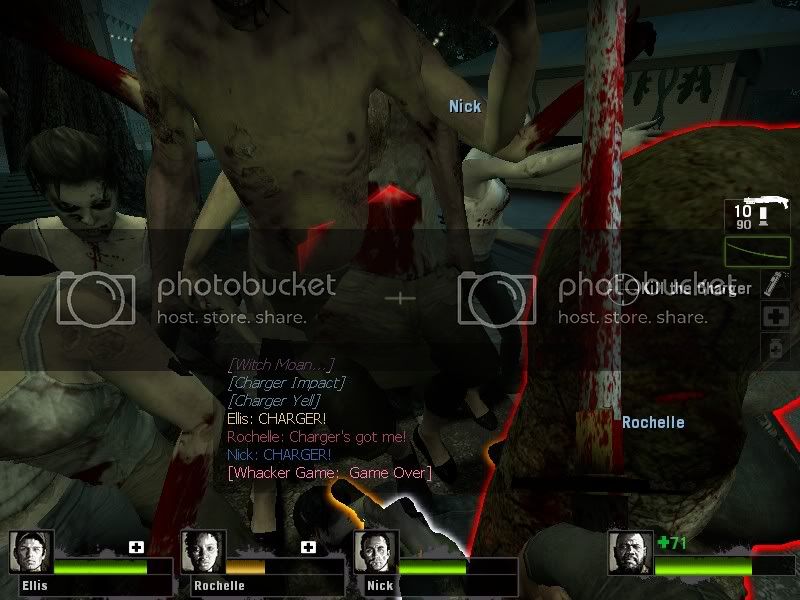 Nick
10
90
photobucket
host. store. share.
photobucket
host. store. share.
Kill the Charger
[Witch Moan...]
[Charger Impact]
[Charger Yell]
Ellis: CHARGER!
Rochelle: Charger's got me!
Nick: CHARGER!
[Whacker Game: Game Over]
Rochelle
+71
Ellis
Rochelle
Nick